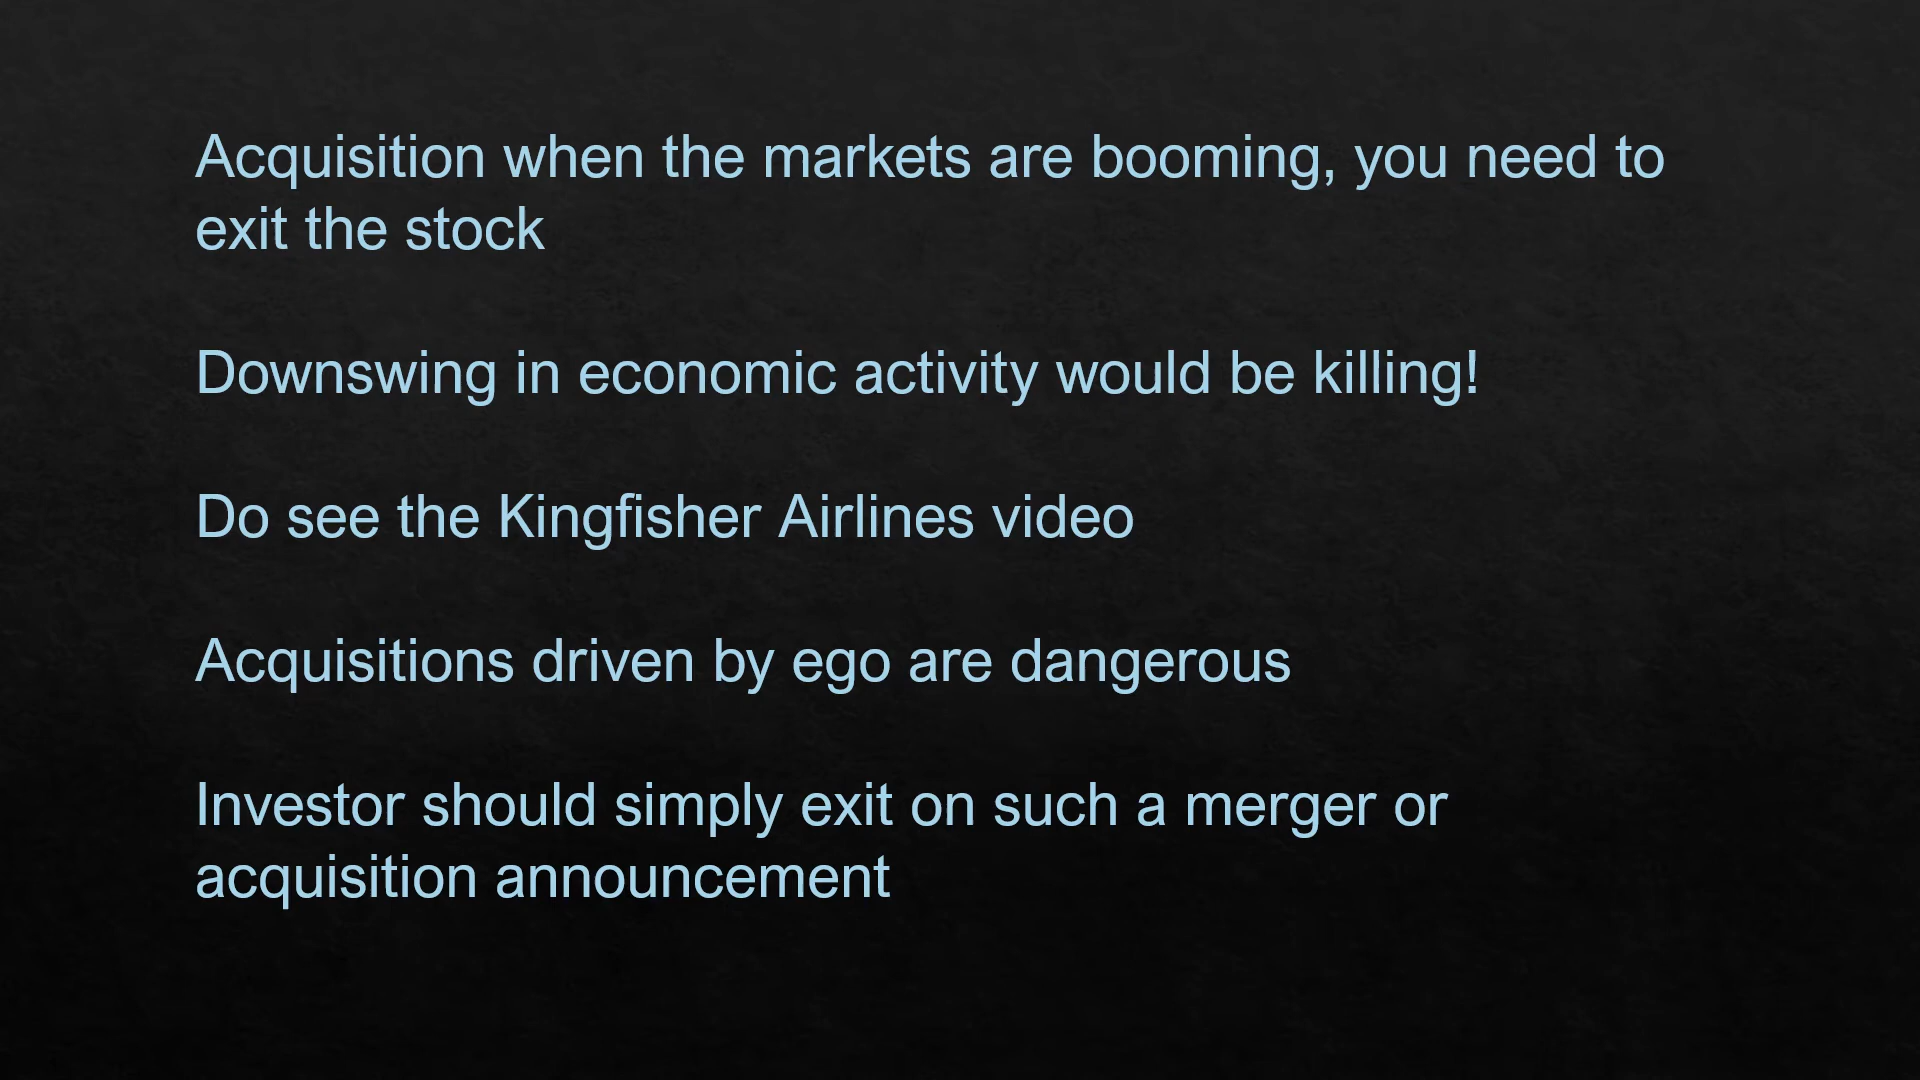 Acquisition when the markets are booming, you need to
exit the stock
Downswing in economic activity would be killing!
Do see the Kingfisher Airlines video
Acquisitions driven by ego are dangerous
Investor should simply exit on such a merger or
acquisition announcement